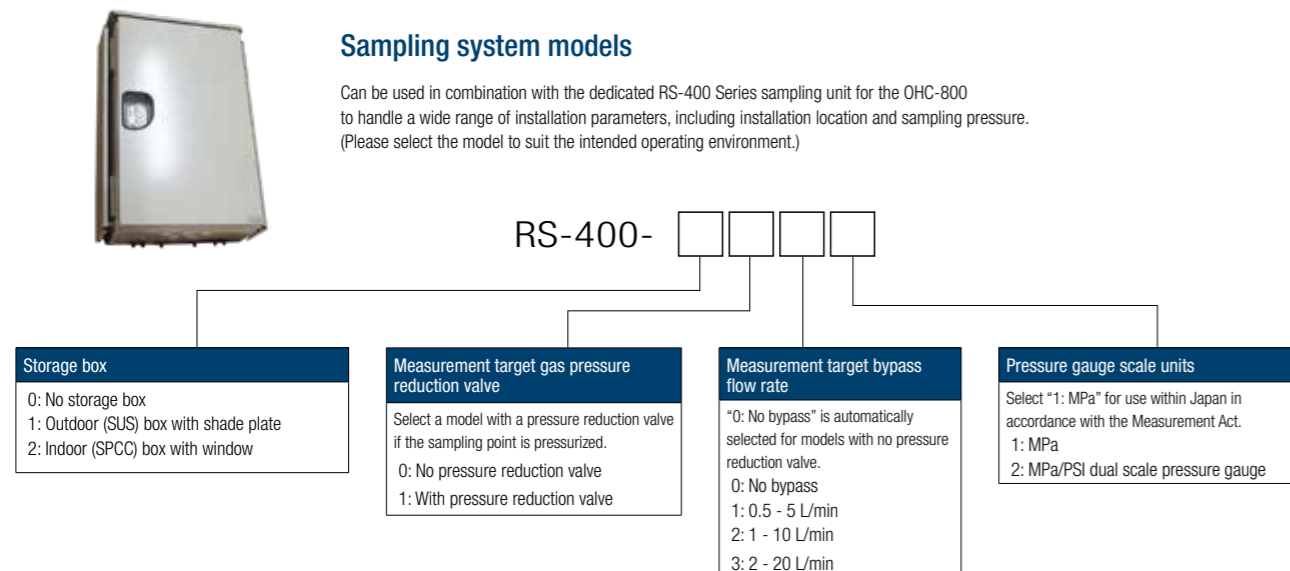 Sampling system models
Can be used in combination with the dedicated RS-400 Series sampling unit for the OHC-800
to handle a wide range of installation parameters, including installation location and sampling pressure.
(Please select the model to suit the intended operating environment.)
RS-400-
Storage box
0: No storage box
1: Outdoor (SUS) box with shade plate
2: Indoor (SPCC) box with window
Measurement target gas pressure
reduction valve
Select a model with a pressure reduction valve
if the sampling point is pressurized.
0: No pressure reduction valve
1: With pressure reduction valve
Measurement target bypass
flow rate
“0: No bypass” is automatically
selected for models with no pressure
reduction valve.
0: No bypass
1: 0.5 - 5 L/min
2: 1 - 10 L/min
3: 2 - 20 L/min
Pressure gauge scale units
Select “1: MPa” for use within Japan in
accordance with the Measurement Act.
1: MPa
2: MPa/PSI dual scale pressure gauge